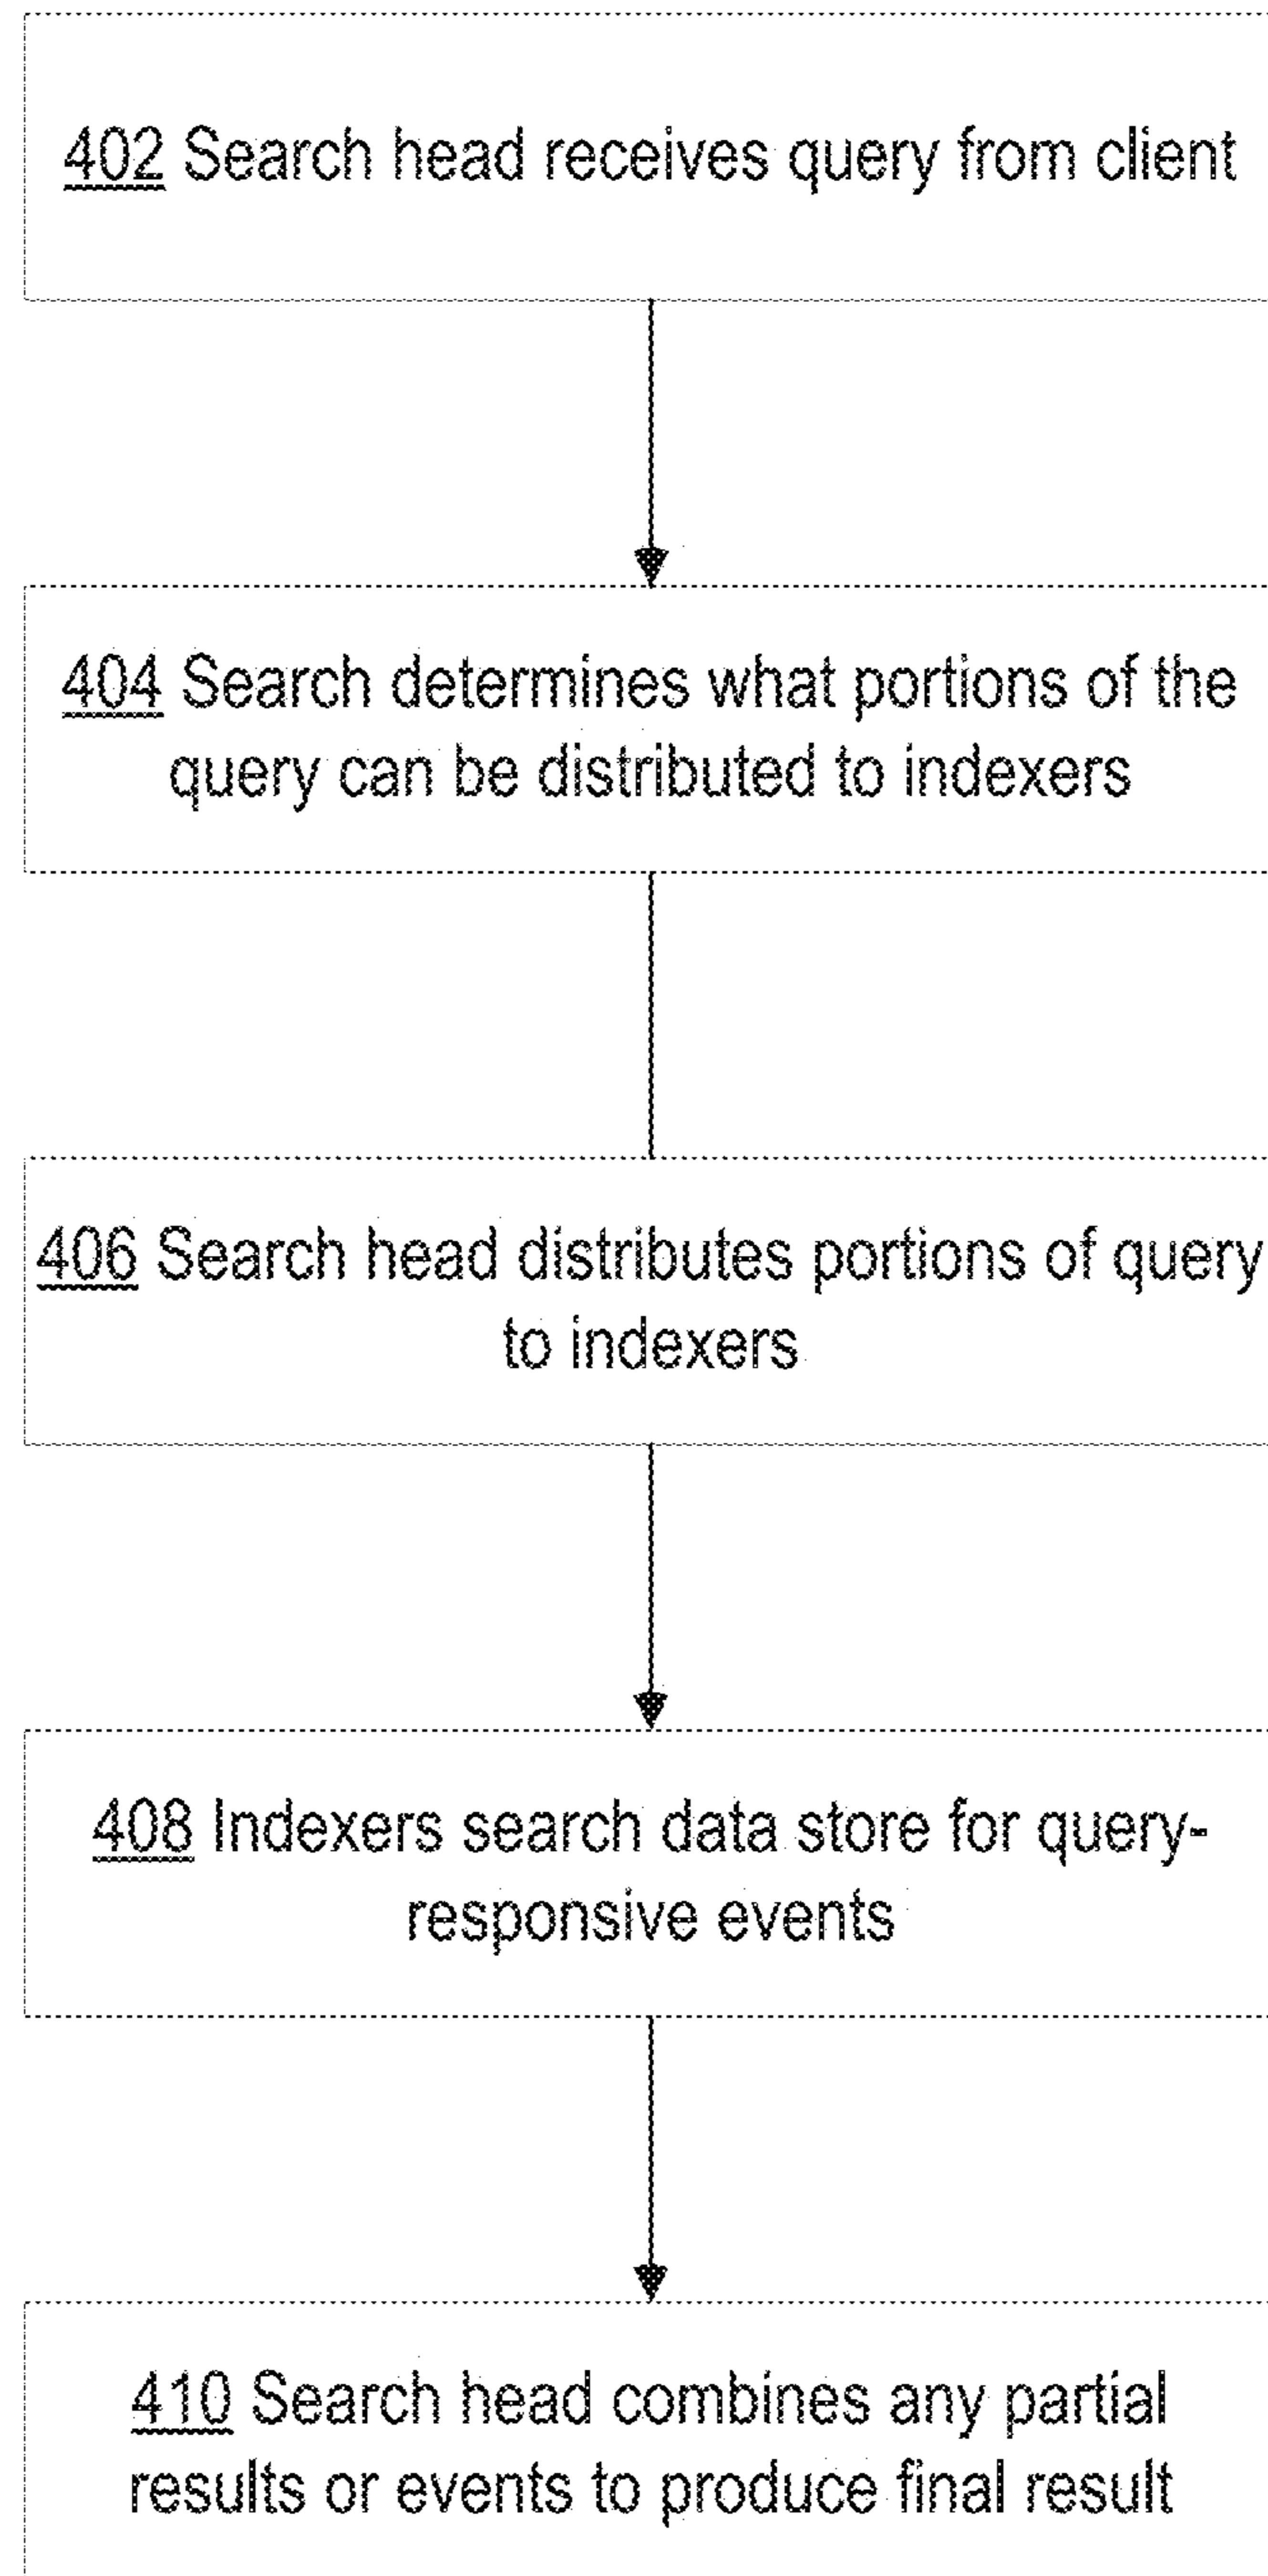 402 Search head receives query from client
404 Search determines what portions of the
query can be distributed to indexers
406 Search head distributes portions of query
to indexers
408 Indexers search data store for query-
responsive events
410 Search head combines any partial
results or events to produce final result